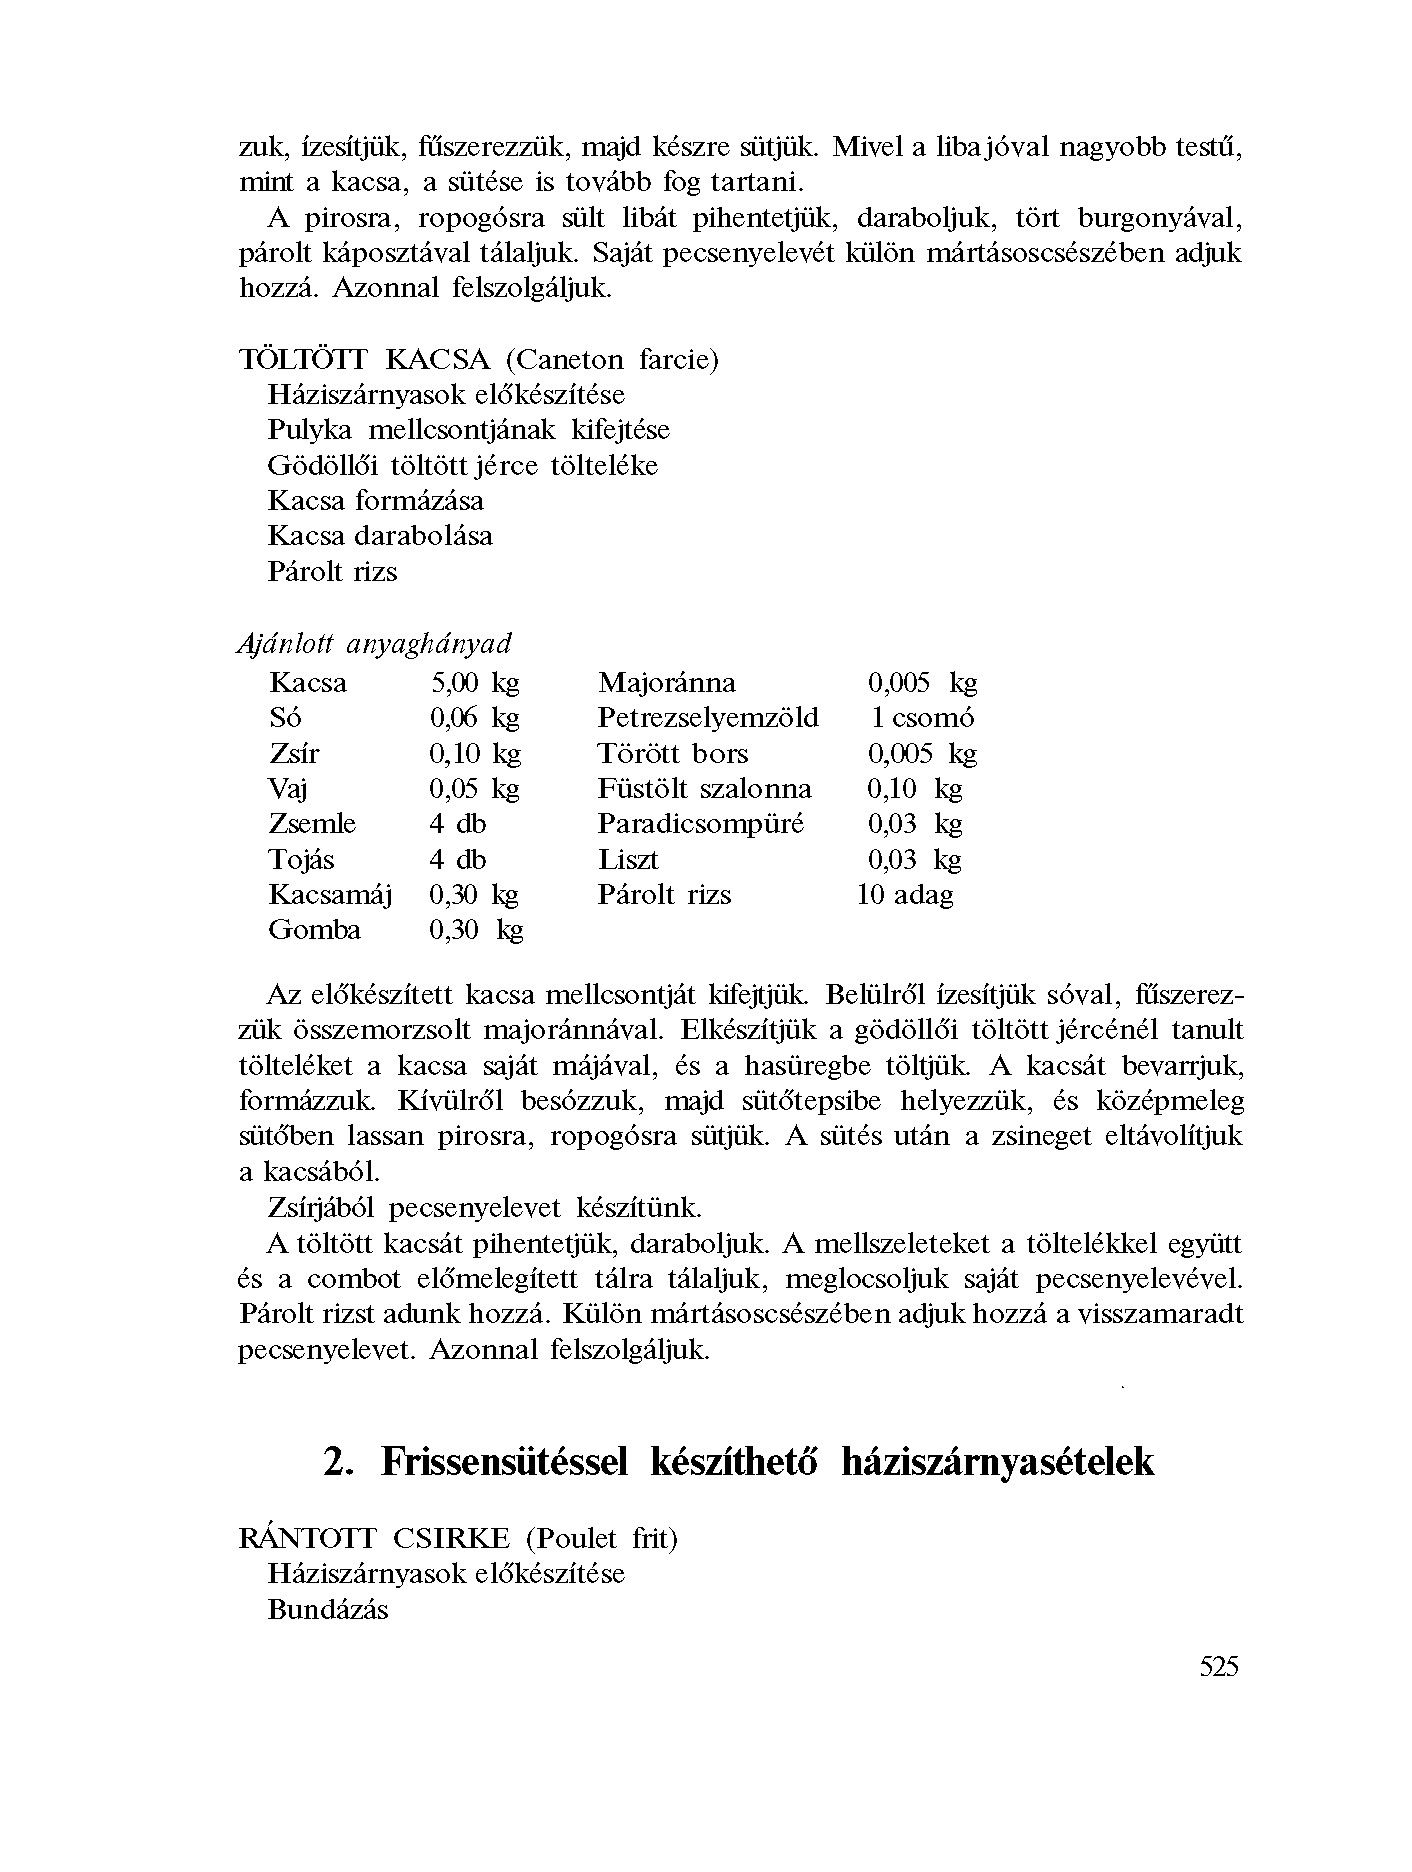 zuk, ízesítjük, fűszerezzük, majd készre sütjük. Mivel a liba jóval nagyobb testű,
mint a kacsa, a sütése is tovább fog tartani.
A pirosra, ropogósra sült libát pihentetjük, daraboljuk, tört burgonyával,
párolt káposztával tálaljuk. Saját pecsenyelevét külön mártásoscsészében adjuk
hozzá. Azonnal felszolgáljuk.
TÖLTÖTT KACSA (Caneton farcie)
Háziszárnyasok előkészítése
Pulyka mellcsontjának kifejtése
Gödöllői töltött jérce tölteléke
Kacsa formázása
Kacsa darabolása
Párolt rizs
Ajánlott anyaghányad
Kacsa 5,00 kg Majoránna 0,005 kg
Só 0,06 kg Petrezselyemzöld 1 csomó
Zsír 0,10 kg Törött bors 0,005 kg
Vaj 0,05 kg Füstölt szalonna 0,10 kg
Zsemle 4 db Paradicsompüré 0,03 kg
Tojás 4 db Liszt 0,03 kg
Kacsamáj 0,30 kg Párolt rizs 10 adag
Gomba 0,30 kg
Az előkészített kacsa mellcsontját kifejtjük. Belülről ízesítjük sóval, fűszerez-
zük összemorzsolt majoránnával. Elkészítjük a gödöllői töltött jércénél tanult
tölteléket a kacsa saját májával, és a hasüregbe töltjük. A kacsát bevarrjuk,
formázzuk. Kívülről besózzuk, majd sütőtepsibe helyezzük, és középmeleg
sütőben lassan pirosra, ropogósra sütjük. A sütés után a zsineget eltávolítjuk
a kacsából.
Zsírjából pecsenyelevet készítünk.
A töltött kacsát pihentetjük, daraboljuk. A mellszeleteket a töltelékkel együtt
és a combot előmelegített tálra tálaljuk, meglocsoljuk saját pecsenyelevével.
Párolt rizst adunk hozzá. Külön mártásoscsészében adjuk hozzá a visszamaradt
pecsenyelevet. Azonnal felszolgáljuk.
2. Frissensütéssel készíthető háziszárnyasételek
RÁNTOTT CSIRKE (Poulet frit)
Háziszárnyasok előkészítése
Bundázás
525